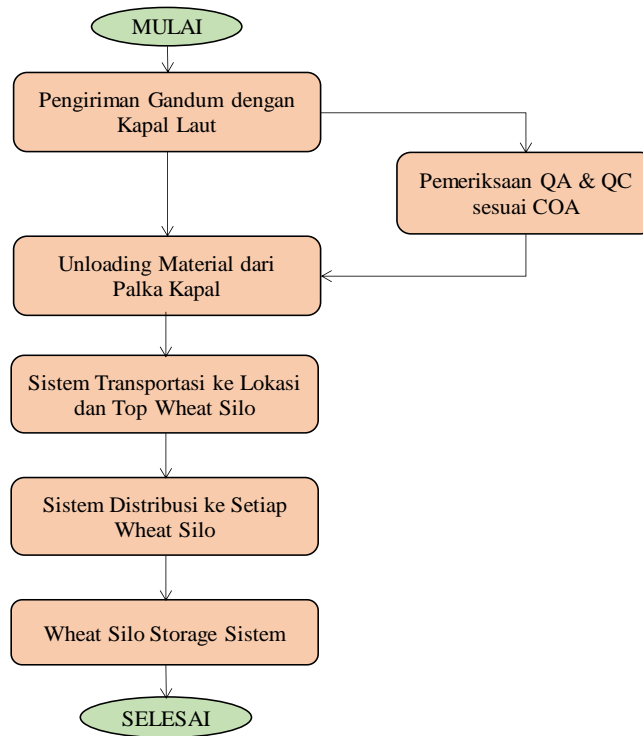 MULAI
Pengiriman Gandum dengan
Kapal Laut
Pemeriksaan QA & QC
sesuai COA
Unloading Material dari
Palka Kapal
Sistem Transportasi ke Lokasi
dan Top Wheat Silo
Sistem Distribusi ke Setiap
Wheat Silo
Wheat Silo Storage Sistem
SELESAI